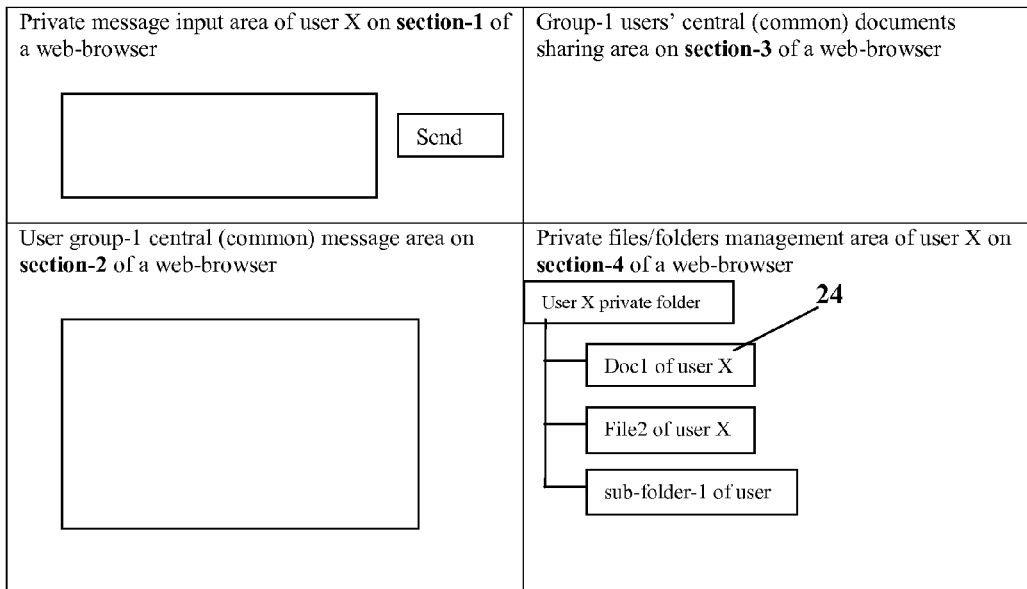 Private message input area of user X on section-1 of
a web-browser
Send
Group-1 users' central (common) documents
sharing area on section-3 of a web-browser
User group-1 central (common) message area on
section-2 of a web-browser
Private files/folders management area of user X on
section-4 of a web-browser
24
User X private folder
Doc1 of user X
File2 of user X
sub-folder-1 of user